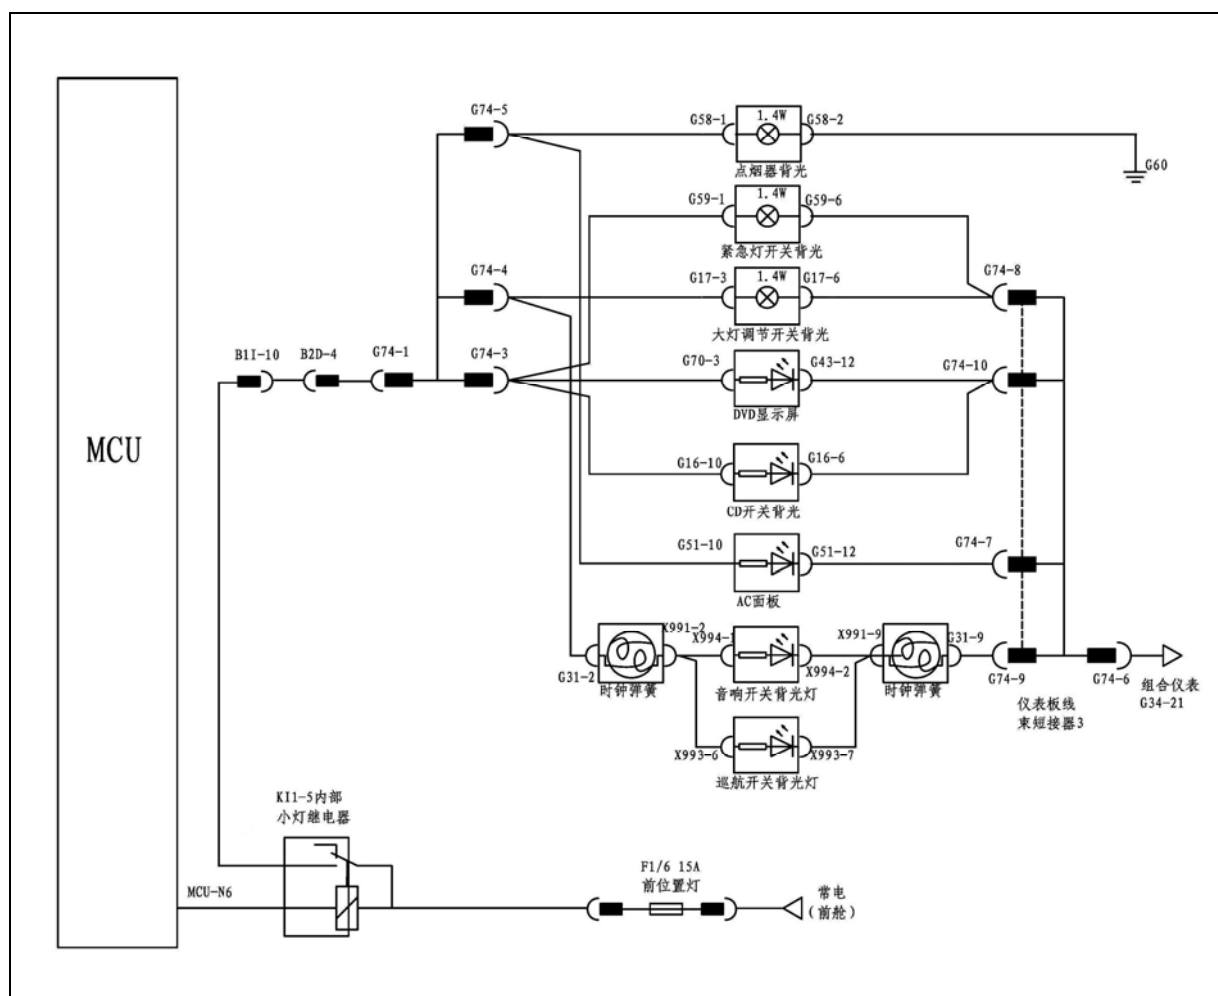 G74-5
G58-1
1.4W
G58-2
点烟器背光
G60
G59-1
1.4W
G59-6
紧急灯开关背光
G74-4
G17-3
1.4W
G17-6
G74-8
大灯调节开关背光
B1I-10
B2D-4
G74-1
G74-3
G70-3
G43-12
G74-10
DVD显示屏
MCU
G16-10
G16-6
CD开关背光
G51-10
G51-12
G74-7
AC面板
X991-2
X994-1
X991-9
G31-9
G31-2
X994-2
G74-9
G74-6
时钟弹簧
音响开关背光灯
时钟弹簧
组合仪表
G34-21
仪表板线
束短接器3
X993-6
X993-7
巡航开关背光灯
KI1-5内部
小灯继电器
MCU-N6
F1/6 15A
前位置灯
常电
(前舱)